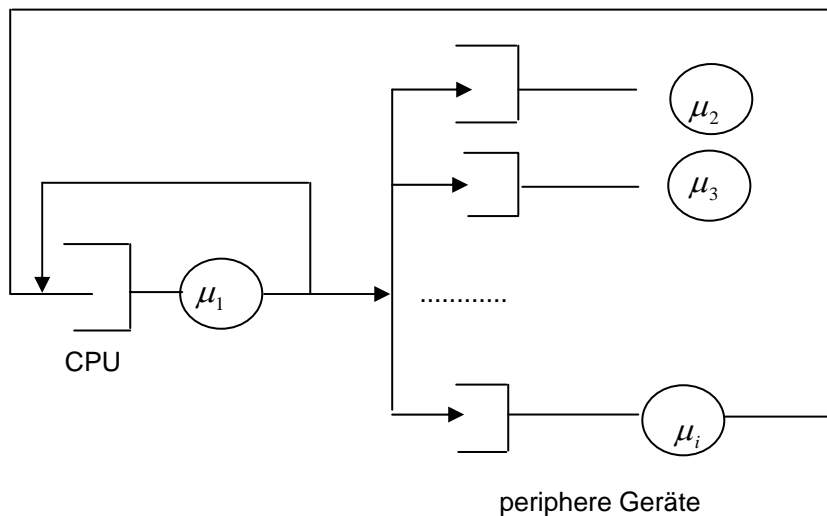 μ₂
μ₃
μ₁
............
CPU
μᵢ
periphere Geräte